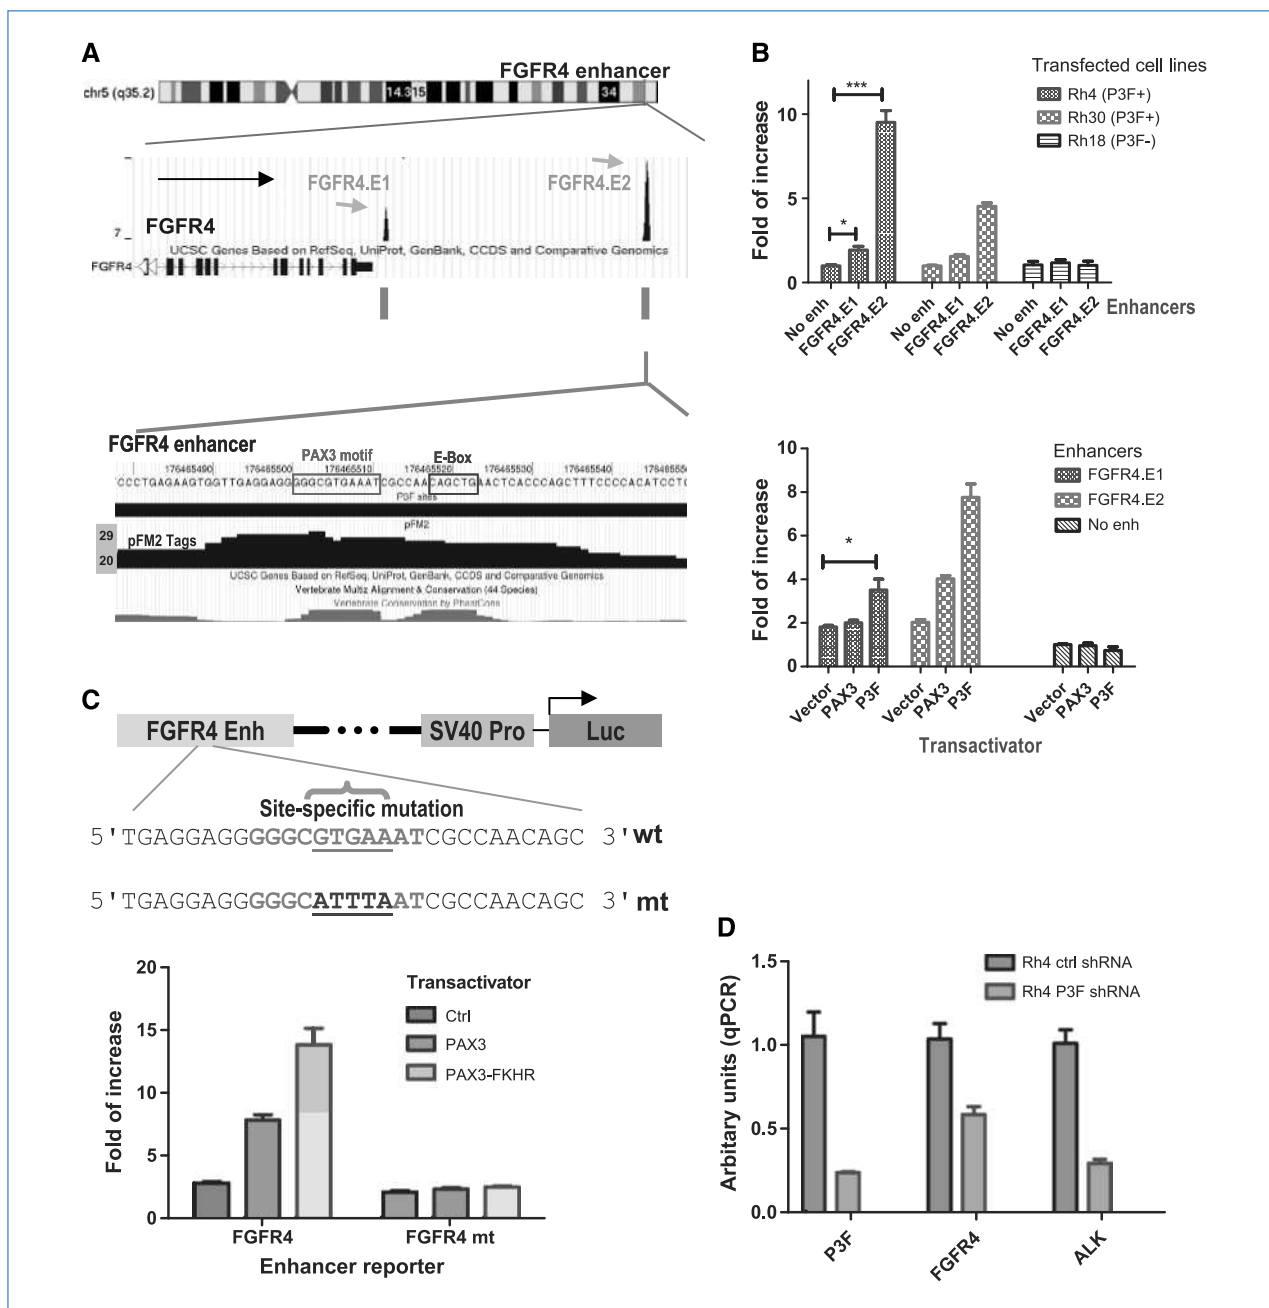 A
FGFR4 enhancer
chr5 (q35.2)
14.3
15
34
FGFR4.E1
FGFR4.E2
FGFR4
7
UCSC Genes Based on RefSeq, UniProt, GenBank, CCDS and Comparative Genomics
FGFR4
FGFR4 enhancer
PAX3 motif
E-Box
176465490
176465500
176465510
176465520
176465530
176465540
CCCTGAGAAGTGGTTGAGGAGGGGGCGTGAAATCGCCAACAGCTGAACTCACCCAGCTTTCCCCACATCCT
P3F sites
pFM2
29
pFM2 Tags
20
UCSC Genes Based on RefSeq, UniProt, GenBank, CCDS and Comparative Genomics
Vertebrate Multiz Alignment & Conservation (44 Species)
Vertebrate Conservation by PhastCons
B
Transfected cell lines
Rh4 (P3F+)
Rh30 (P3F+)
Rh18 (P3F-)
Fold of increase
10
5
0
***
*
No enh
FGFR4.E1
FGFR4.E2
No enh
FGFR4.E1
FGFR4.E2
No enh
FGFR4.E1
FGFR4.E2
Enhancers
Enhancers
FGFR4.E1
FGFR4.E2
No enh
Fold of increase
10
8
6
4
2
0
*
Vector
PAX3
P3F
Vector
PAX3
P3F
Vector
PAX3
P3F
Transactivator
C
FGFR4 Enh
SV40 Pro
Luc
Site-specific mutation
5'TGAGGAGGGGGCGTGAAATCGCCAACAGC 3' wt
5'TGAGGAGGGGGCATTTAATCGCCAACAGC 3' mt
Transactivator
Ctrl
PAX3
PAX3-FKHR
Fold of increase
20
15
10
5
0
FGFR4
FGFR4 mt
Enhancer reporter
D
Rh4 ctrl shRNA
Rh4 P3F shRNA
Arbitary units (qPCR)
1.5
1.0
0.5
0.0
P3F
FGFR4
ALK